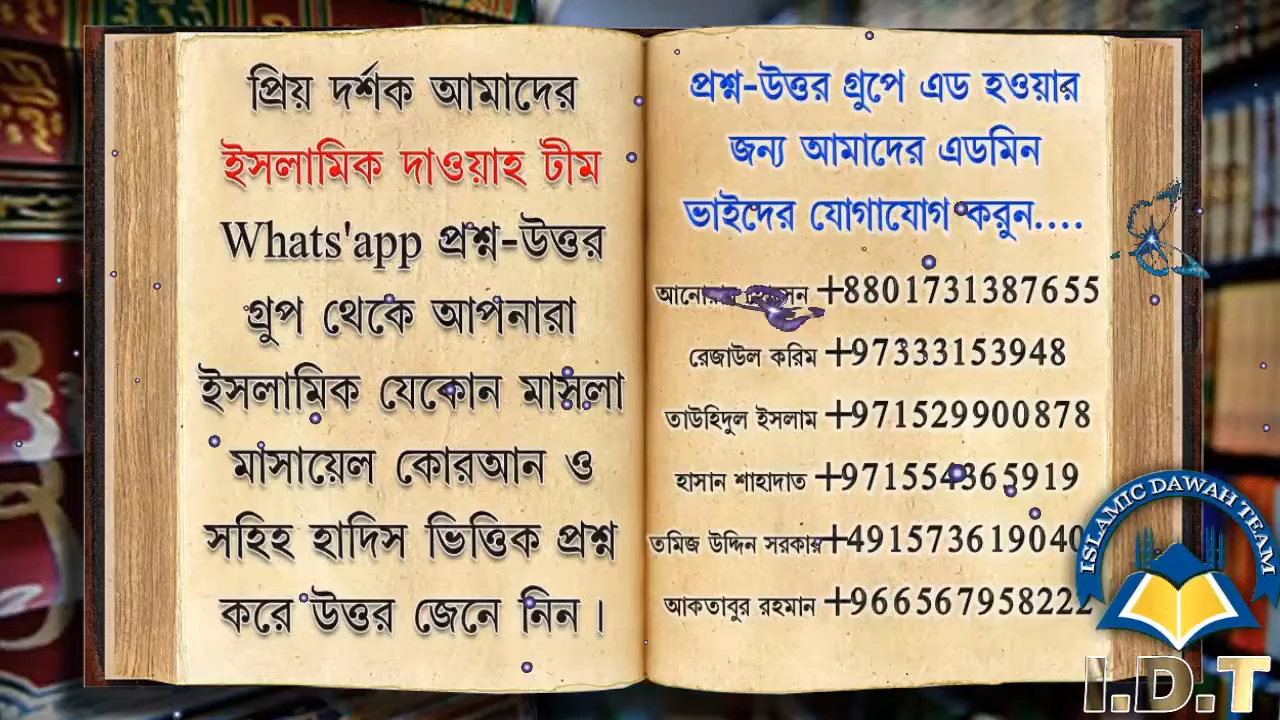 প্রিয় দর্শক আমাদের
ইসলামিক দাওয়াহ টীম
Whats'app প্রশ্ন-উত্তর
গ্রুপ থেকে আপনারা
ইসলামিক যেকোন মাসলা
মাসায়েল কোরআন ও
সহিহ হাদিস ভিত্তিক প্রশ্ন
করে উত্তর জেনে নিন।
প্রশ্ন-উত্তর গ্রুপে এড হওয়ার
জন্য আমাদের এডমিন
ভাইদের যোগাযোগ করুন....
+8801731387655
রেজাউল করিম +97333153948
তাউহিদুল ইসলাম +971529900878
হাসান শাহাদাত +971554365919
তমিজ উদ্দিন সরকার
আকতাবুর রহমান +966567958222
ISLAMIC DAWAH TEAM
I.D.T